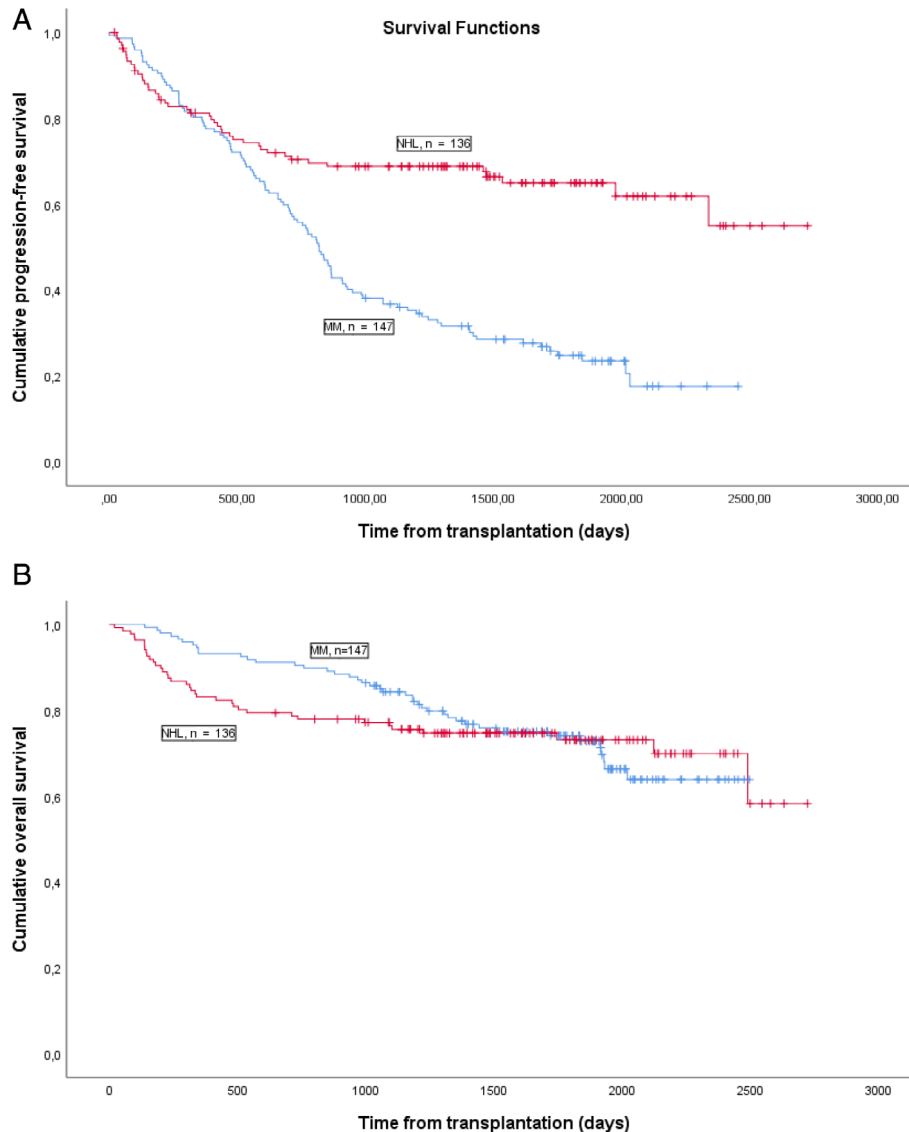 A
Survival Functions
1,0
0,8
0,6
0,4
0,2
0,0
Cumulative progression-free survival
NHL, n = 136
MM, n = 147
,00
500,00
1000,00
1500,00
2000,00
2500,00
3000,00
Time from transplantation (days)
B
1,0
0,8
0,6
0,4
0,2
0,0
Cumulative overall survival
MM, n=147
NHL, n = 136
0
500
1000
1500
2000
2500
3000
Time from transplantation (days)